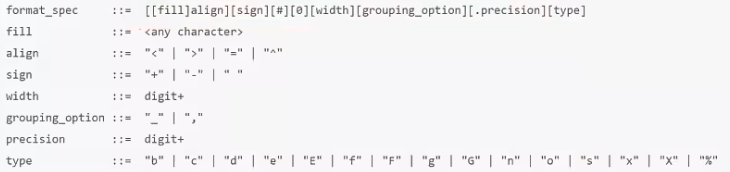 format_spec ::= [[fill]align][sign][#][0][width][grouping_option][.precision][type]
fill ::= <any character>
align ::= "<" | ">" | "=" | "^"
sign ::= "+" | "-" | " "
width ::= digit+
grouping_option ::= "_" | ","
precision ::= digit+
type ::= "b" | "c" | "d" | "e" | "E" | "f" | "F" | "g" | "G" | "n" | "o" | "s" | "x" | "X" | "%"